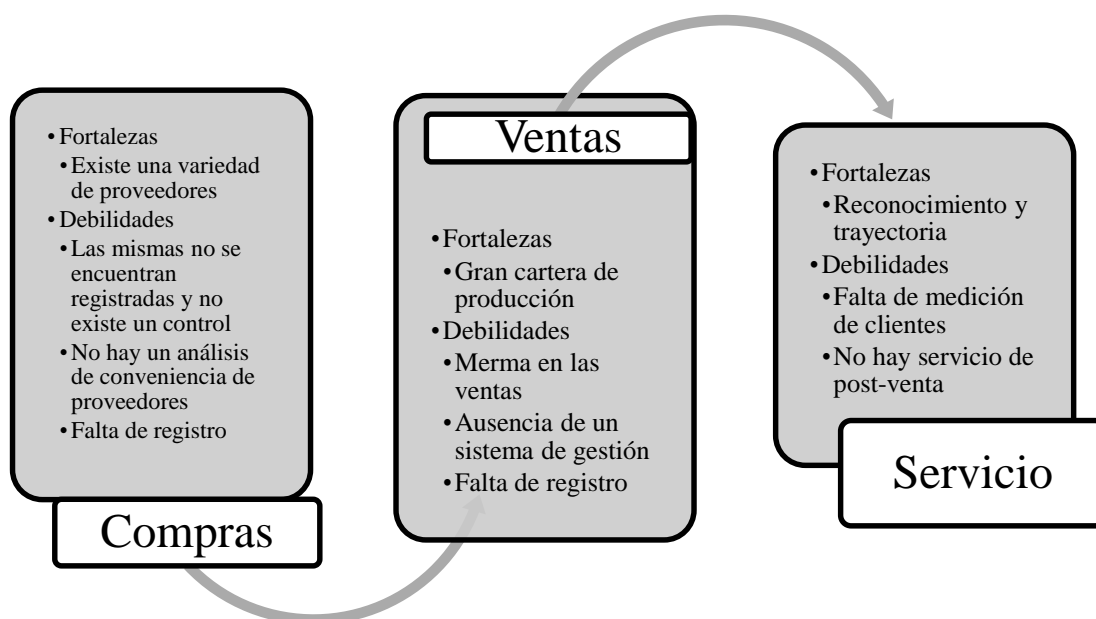 • Fortalezas
• Existe una variedad
de proveedores
• Debilidades
• Las mismas no se
encuentran
registradas y no
existe un control
• No hay un análisis
de conveniencia de
proveedores
• Falta de registro
Compras
Ventas
• Fortalezas
• Gran cartera de
producción
• Debilidades
• Merma en las
ventas
• Ausencia de un
sistema de gestión
• Falta de registro
• Fortalezas
• Reconocimiento y
trayectoria
• Debilidades
• Falta de medición
de clientes
• No hay servicio de
post-venta
Servicio